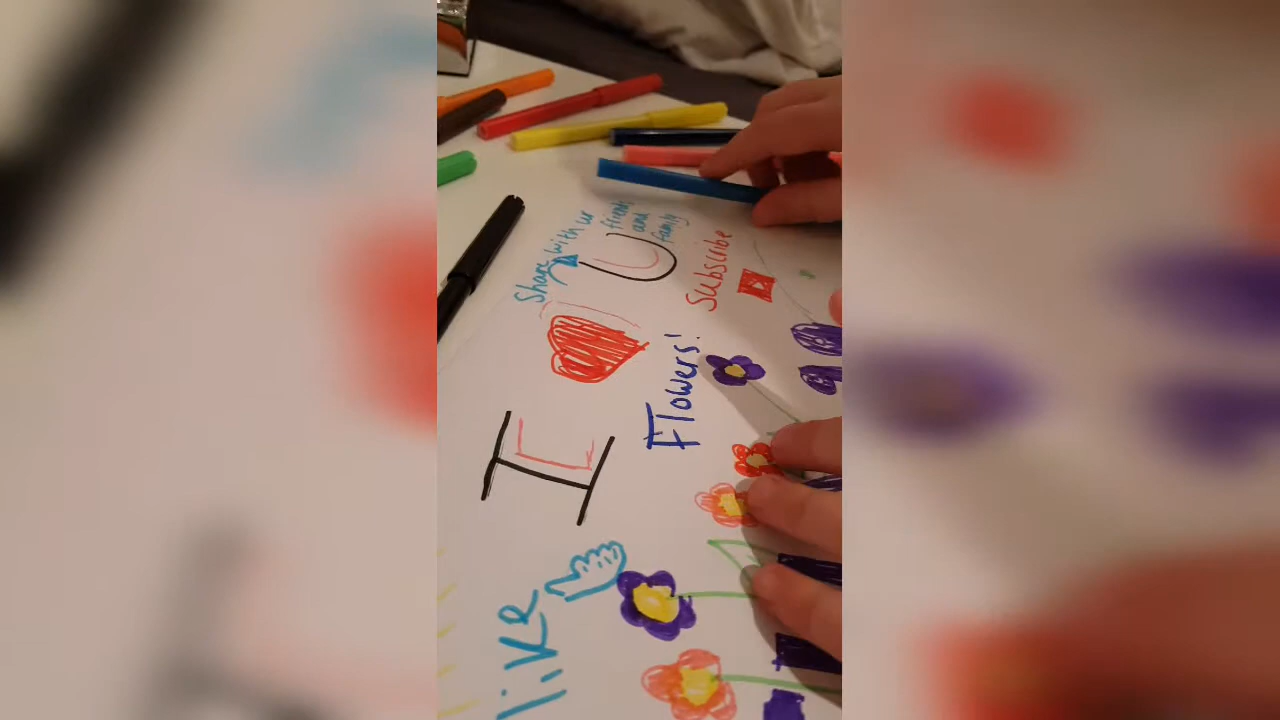 like
I
U
Share with ur
friends
and
family
Flowers!
Subscribe